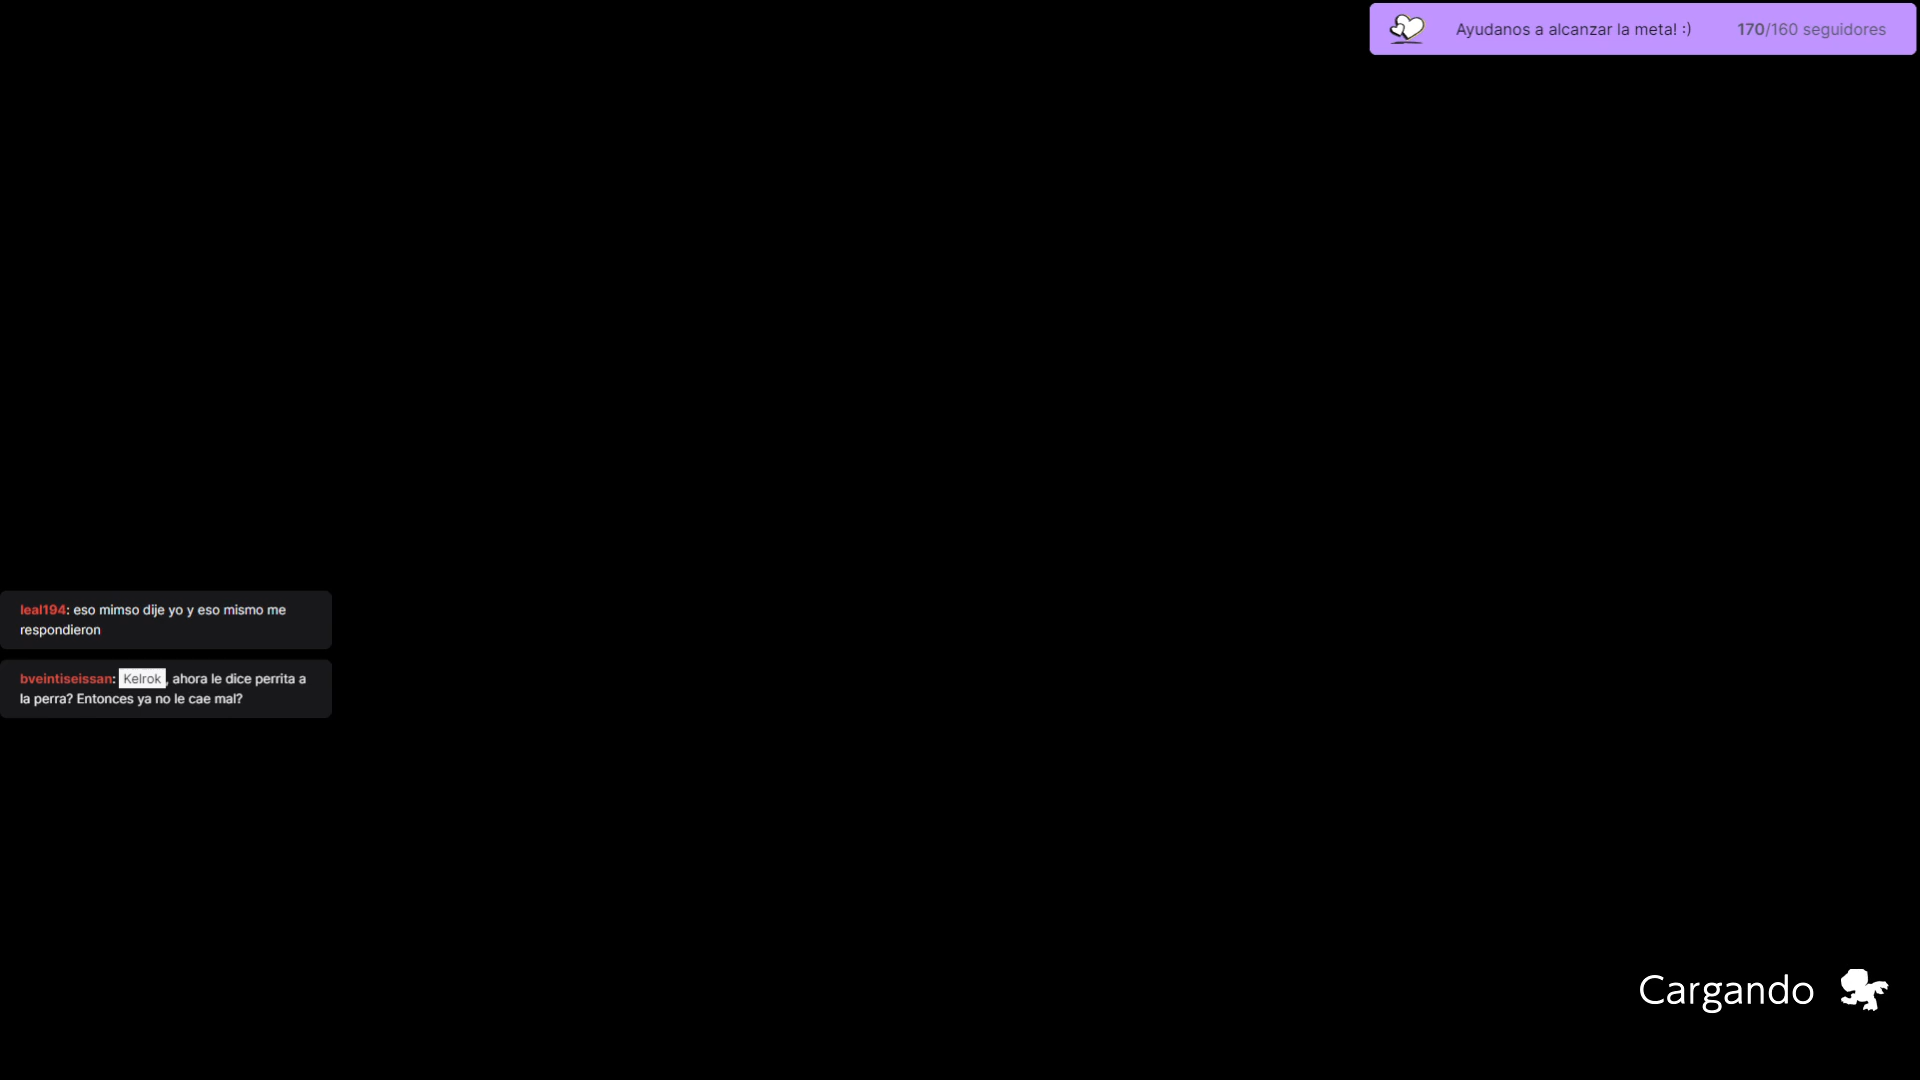 Ayudanos a alcanzar la meta! :) 170/160 seguidores
leal194: eso mimso dije yo y eso mismo me
respondieron
bveintiseissan: Kelrok, ahora le dice perrita a
la perra? Entonces ya no le cae mal?
Cargando